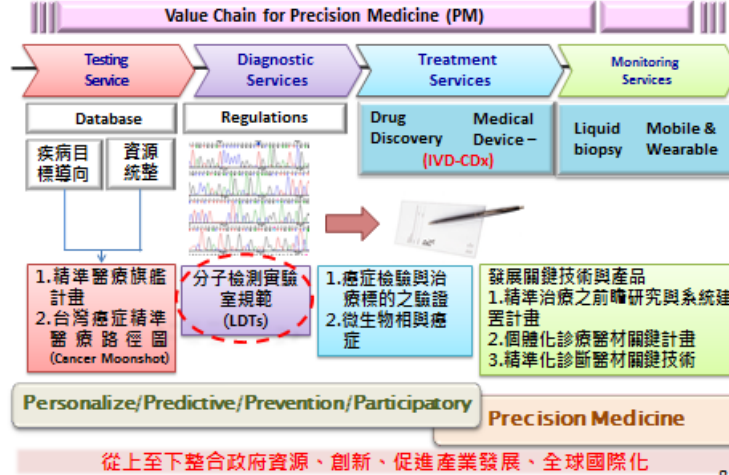 Value Chain for Precision Medicine (PM)
Testing
Service
Diagnostic
Services
Treatment
Services
Monitoring
Services
Database
疾病目
標導向
資源
統整
Regulations
Drug
Discovery
Medical
Device –
(IVD-CDx)
Liquid
biopsy
Mobile &
Wearable
1.精準醫療旗艦
計畫
2.台灣癌症精準
醫療路徑圖
(Cancer Moonshot)
分子檢測實驗
室規範
(LDTs)
1.癌症檢驗與治
療標的之驗證
2.微生物相與癌
症
發展關鍵技術與產品
1.精準治療之前瞻研究與系統建
置計畫
2.個體化診療醫材關鍵計畫
3.精準診斷醫材關鍵技術
Personalize/Predictive/Prevention/Participatory
Precision Medicine
從上至下整合政府資源、創新、促進產業發展、全球國際化